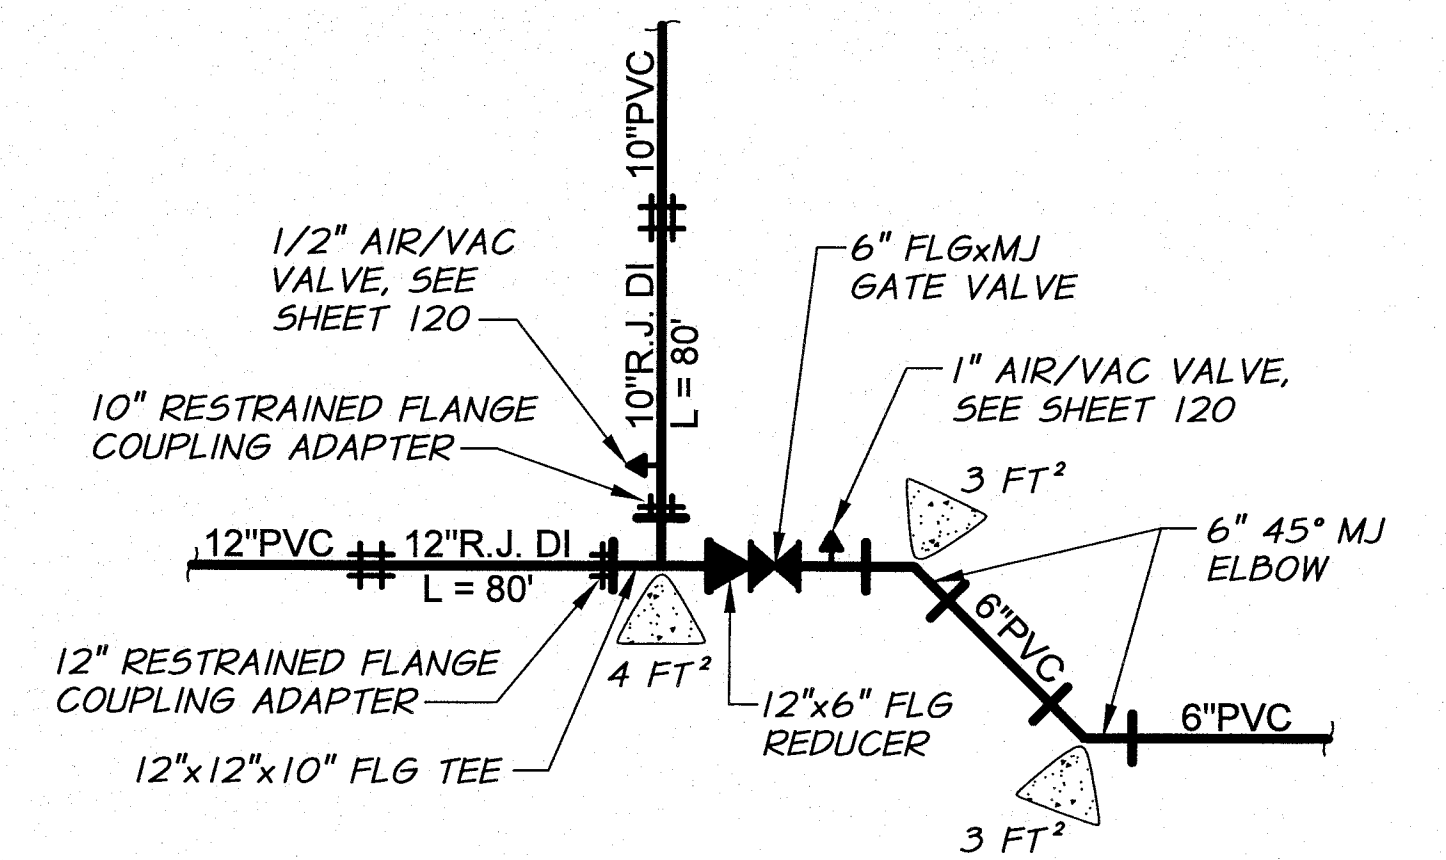 10"PVC
1/2" AIR/VAC
VALVE, SEE
SHEET 120
6" FLGxMJ
GATE VALVE
10"R.J. DI
L = 80'
1" AIR/VAC VALVE,
SEE SHEET 120
10" RESTRAINED FLANGE
COUPLING ADAPTER
3 FT²
12"PVC
12"R.J. DI
L = 80'
6" 45° MJ
ELBOW
6"PVC
12" RESTRAINED FLANGE
COUPLING ADAPTER
4 FT²
12"x6" FLG
REDUCER
6"PVC
12"x12"x10" FLG TEE
3 FT²